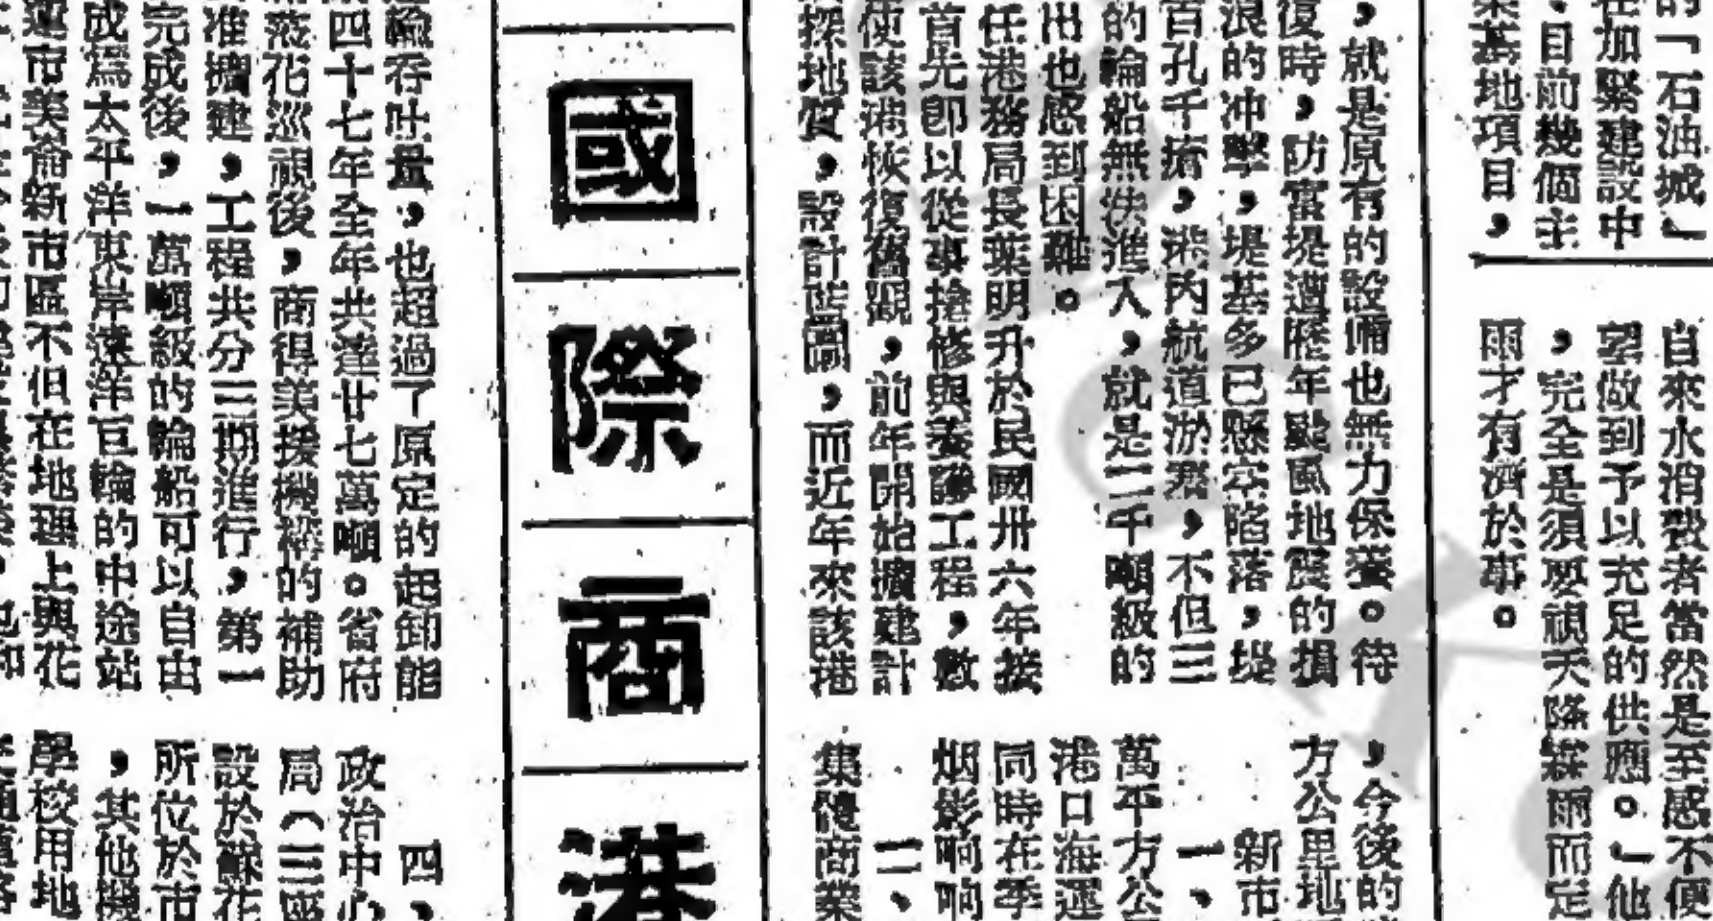 的「石油城」
在加緊建設中
，目前幾個主
業基地項目，
自來水消費者當然是至感不便
望做到予以充足的供應。」他
，完全是須要視天降霖雨而定
雨才有濟於事。
，就是原有的設備也無力保養。待
復時，防富堤遭歷年颱風地震的損
浪的冲擊，堤基多已懸空陷落，堤
百孔千瘡，港內航道淤塞，不但三
的輪船無法進入，就是二千噸級的
出也感到困難。
任港務局長葉明升於民國卅六年接
首先即以從事搶修與養護工程，數
使該港恢復舊觀，前年開始擴建計
探地質，設計藍圖，而近年來該港
，今後的
方公里地
新市
一、
萬平方公
港口海運
同時在季
烟影响响
二、
集體商業
國際商港
輪吞吐量，也超過了原定的起卸能
四十七年全年共達廿七萬噸。省府
蒞花巡視後，商得美援機構的補助
准擴建，工程共分三期進行，第一
完成後，一萬噸級的輪船可以自由
成爲太平洋東岸遠洋巨輪的中途站
這市美侖新市區不但在地理上與花
四、
政治中心
局（三區
設於蘇花
所位於市
，其他機
學校用地